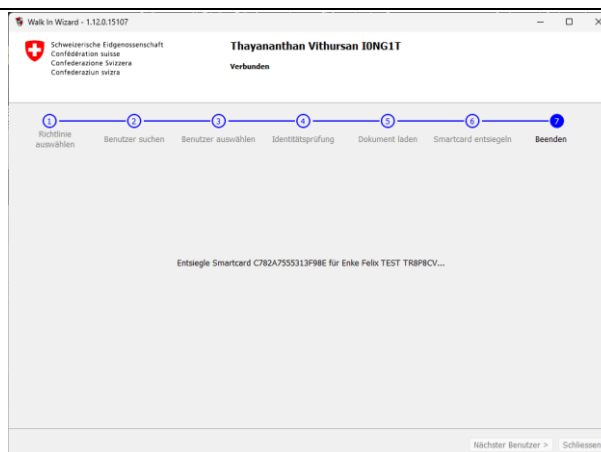 Walk In Wizard - 1.12.0.15107
Schweizerische Eidgenossenschaft
Confédération suisse
Confederazione Svizzera
Confederaziun svizra
Thayananthan Vithursan I0NG1T
Verbunden
1
2
3
4
5
6
7
Richtlinie
auswählen
Benutzer suchen
Benutzer auswählen
Identitätsprüfung
Dokument laden
Smartcard entsiegeln
Beenden
Entsiegle Smartcard C782A7555313F98E für Enke Felix TEST TR8P8CV...
Nächster Benutzer >
Schliessen